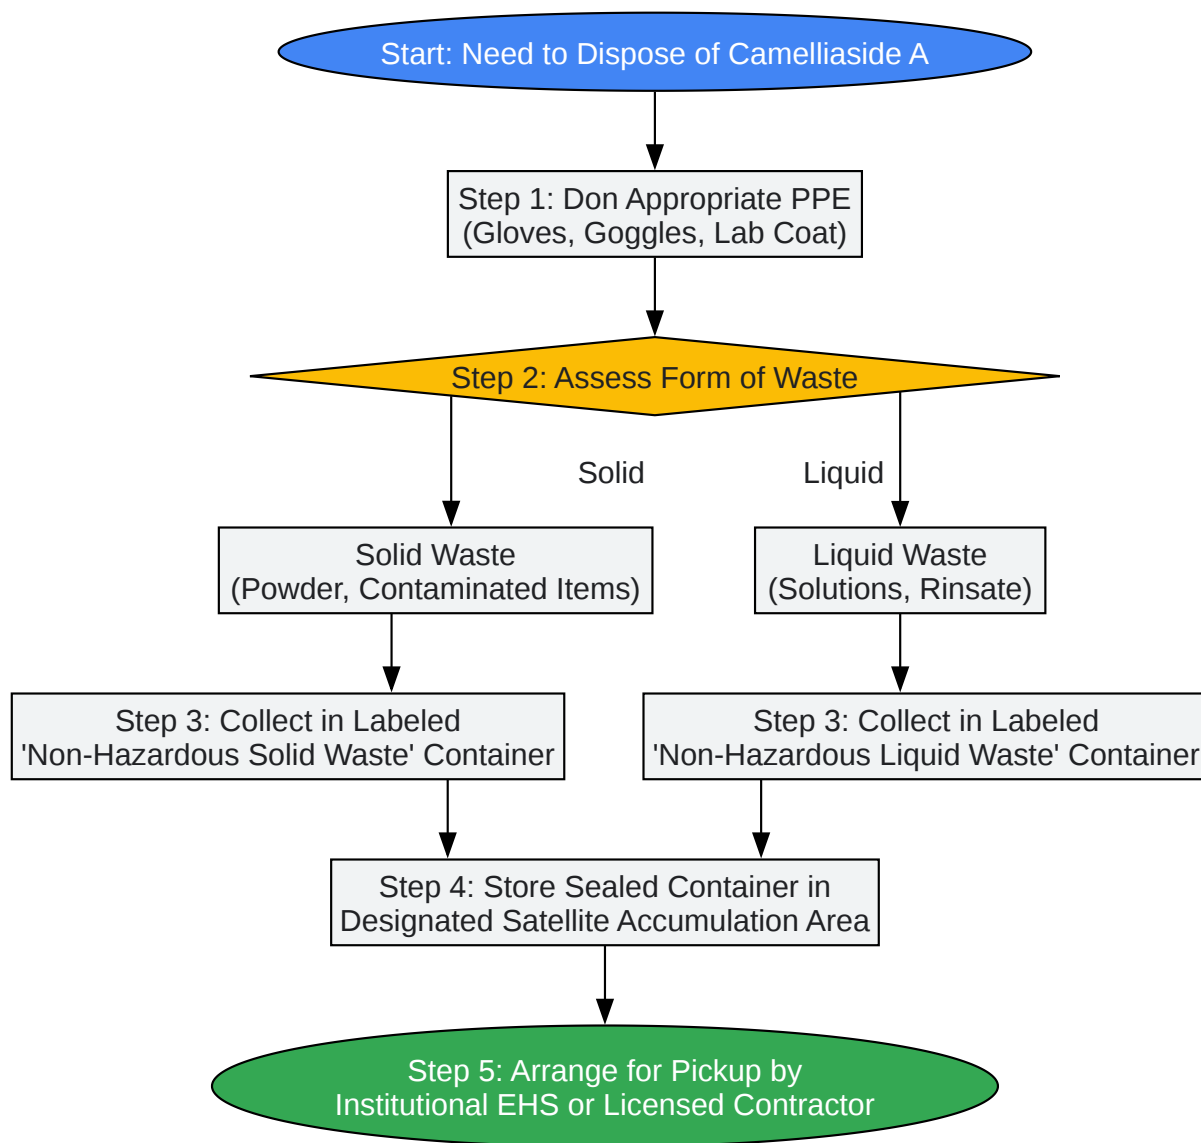 Start: Need to Dispose of Camelliaside A
Step 1: Don Appropriate PPE
(Gloves, Goggles, Lab Coat)
Step 2: Assess Form of Waste
Solid
Liquid
Solid Waste
(Powder, Contaminated Items)
Liquid Waste
(Solutions, Rinsate)
Step 3: Collect in Labeled
'Non-Hazardous Solid Waste' Container
Step 3: Collect in Labeled
'Non-Hazardous Liquid Waste' Container
Step 4: Store Sealed Container in
Designated Satellite Accumulation Area
Step 5: Arrange for Pickup by
Institutional EHS or Licensed Contractor